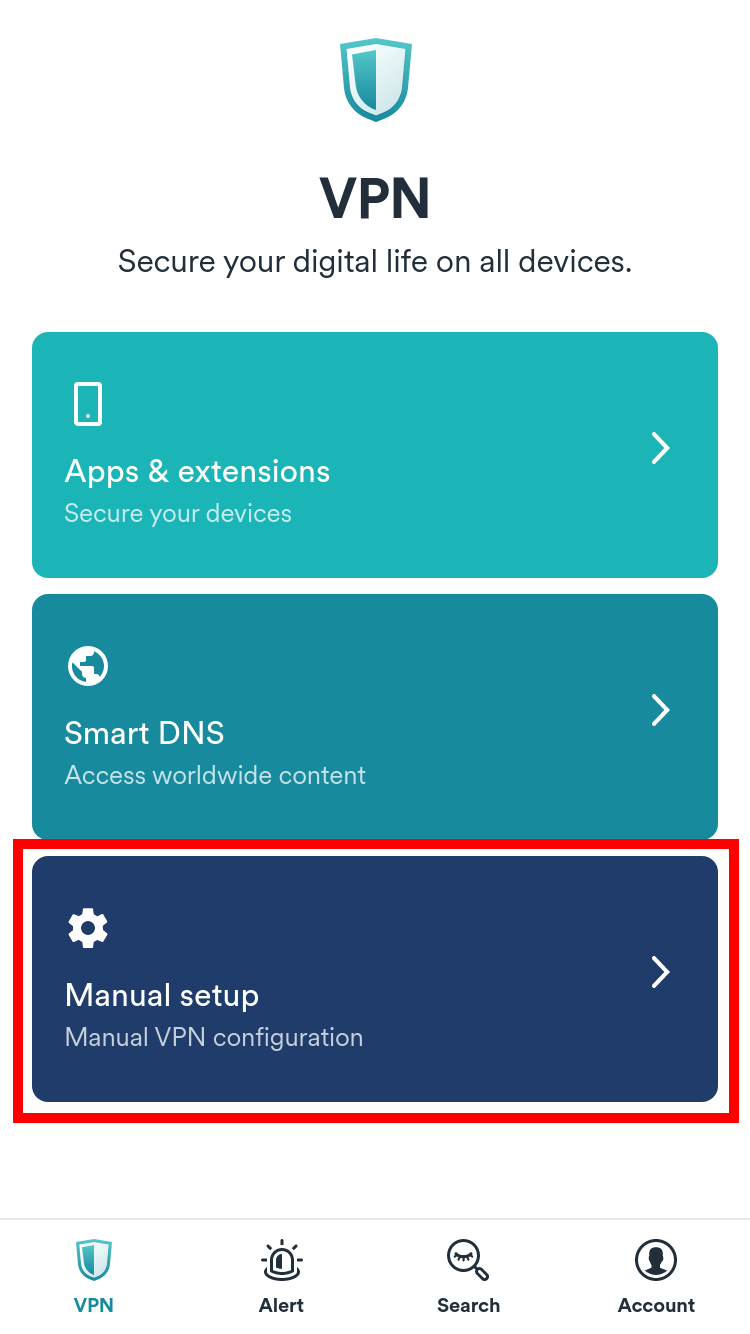 VPN
Secure your digital life on all devices.
Apps & extensions
Secure your devices
Smart DNS
Access worldwide content
Manual setup
Manual VPN configuration
VPN
Alert
Search
Account